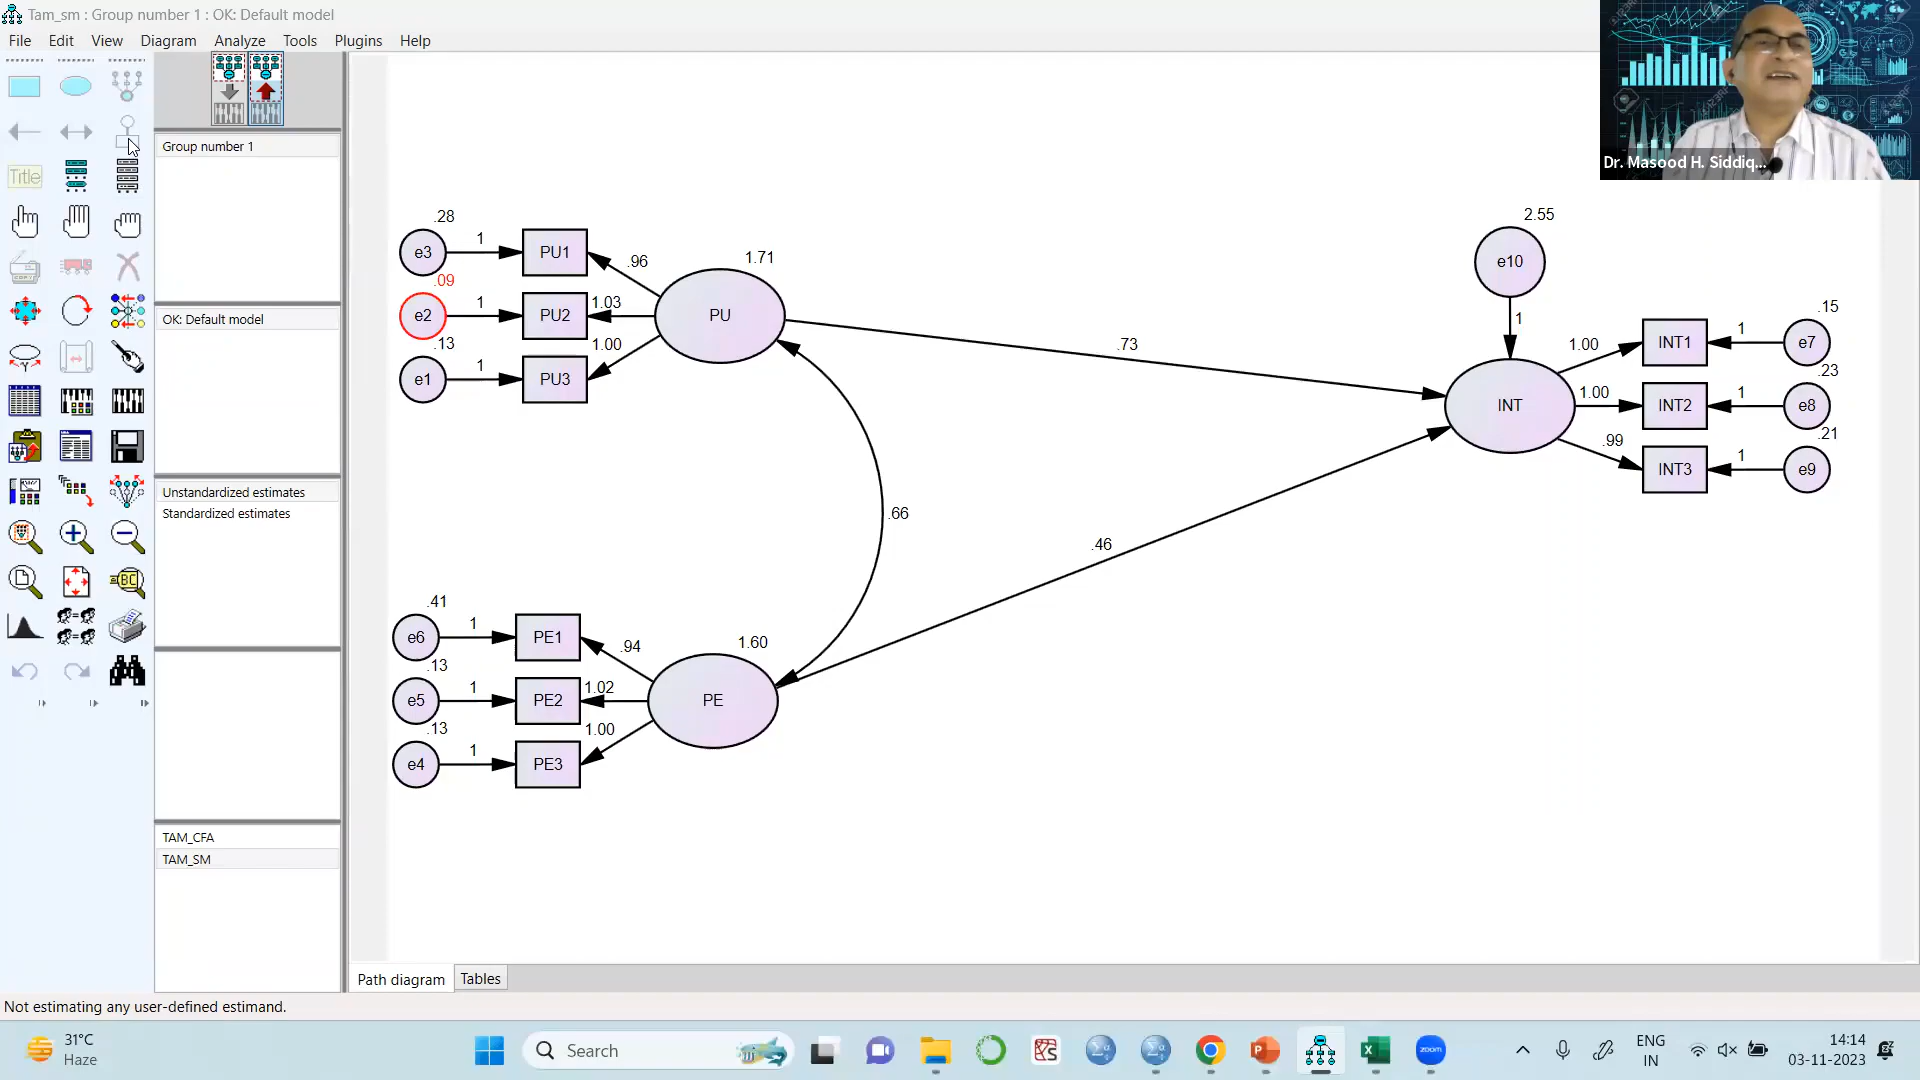 Tam_sm : Group number 1 : OK: Default model
File Edit View Diagram Analyze Tools Plugins Help
Title
Group number 1
OK: Default model
Unstandardized estimates
Standardized estimates
TAM_CFA
TAM_SM
Dr. Masood H. Siddiq...
.28
e3 1 PU1 .96
1.71
.09
e2 1 PU2 1.03
PU
.13
e1 1 PU3 1.00
.73
.66
.46
2.55
e10
1
INT
1.00 INT1 1 e7
.15
1.00 INT2 1 e8
.23
.99 INT3 1 e9
.21
.41
e6 1 PE1 .94
1.60
.13
e5 1 PE2 1.02
PE
.13
e4 1 PE3 1.00
Path diagram Tables
Not estimating any user-defined estimand.
31°C
Haze
Search
zoom
ENG
IN
14:14
03-11-2023